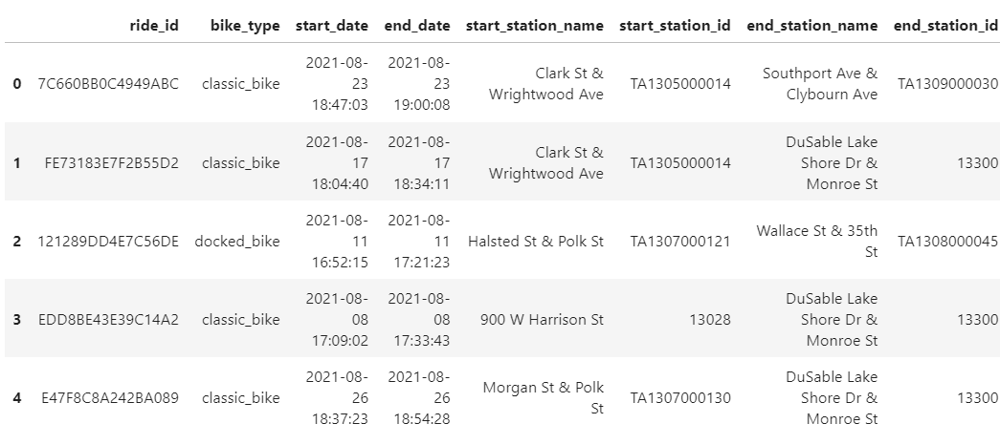 ride_id bike_type start_date end_date start_station_name start_station_id end_station_name end_station_id
0 7C660BB0C4949ABC classic_bike 2021-08-23 18:47:03 2021-08-23 19:00:08 Clark St & Wrightwood Ave TA1305000014 Southport Ave & Clybourn Ave TA1309000030
1 FE73183E7F2B55D2 classic_bike 2021-08-17 18:04:40 2021-08-17 18:34:11 Clark St & Wrightwood Ave TA1305000014 DuSable Lake Shore Dr & Monroe St 13300
2 121289DD4E7C56DE docked_bike 2021-08-11 16:52:15 2021-08-11 17:21:23 Halsted St & Polk St TA1307000121 Wallace St & 35th St TA1308000045
3 EDD8BE43E39C14A2 classic_bike 2021-08-08 17:09:02 2021-08-08 17:33:43 900 W Harrison St 13028 DuSable Lake Shore Dr & Monroe St 13300
4 E47F8C8A242BA089 classic_bike 2021-08-26 18:37:23 2021-08-26 18:54:28 Morgan St & Polk St TA1307000130 DuSable Lake Shore Dr & Monroe St 13300